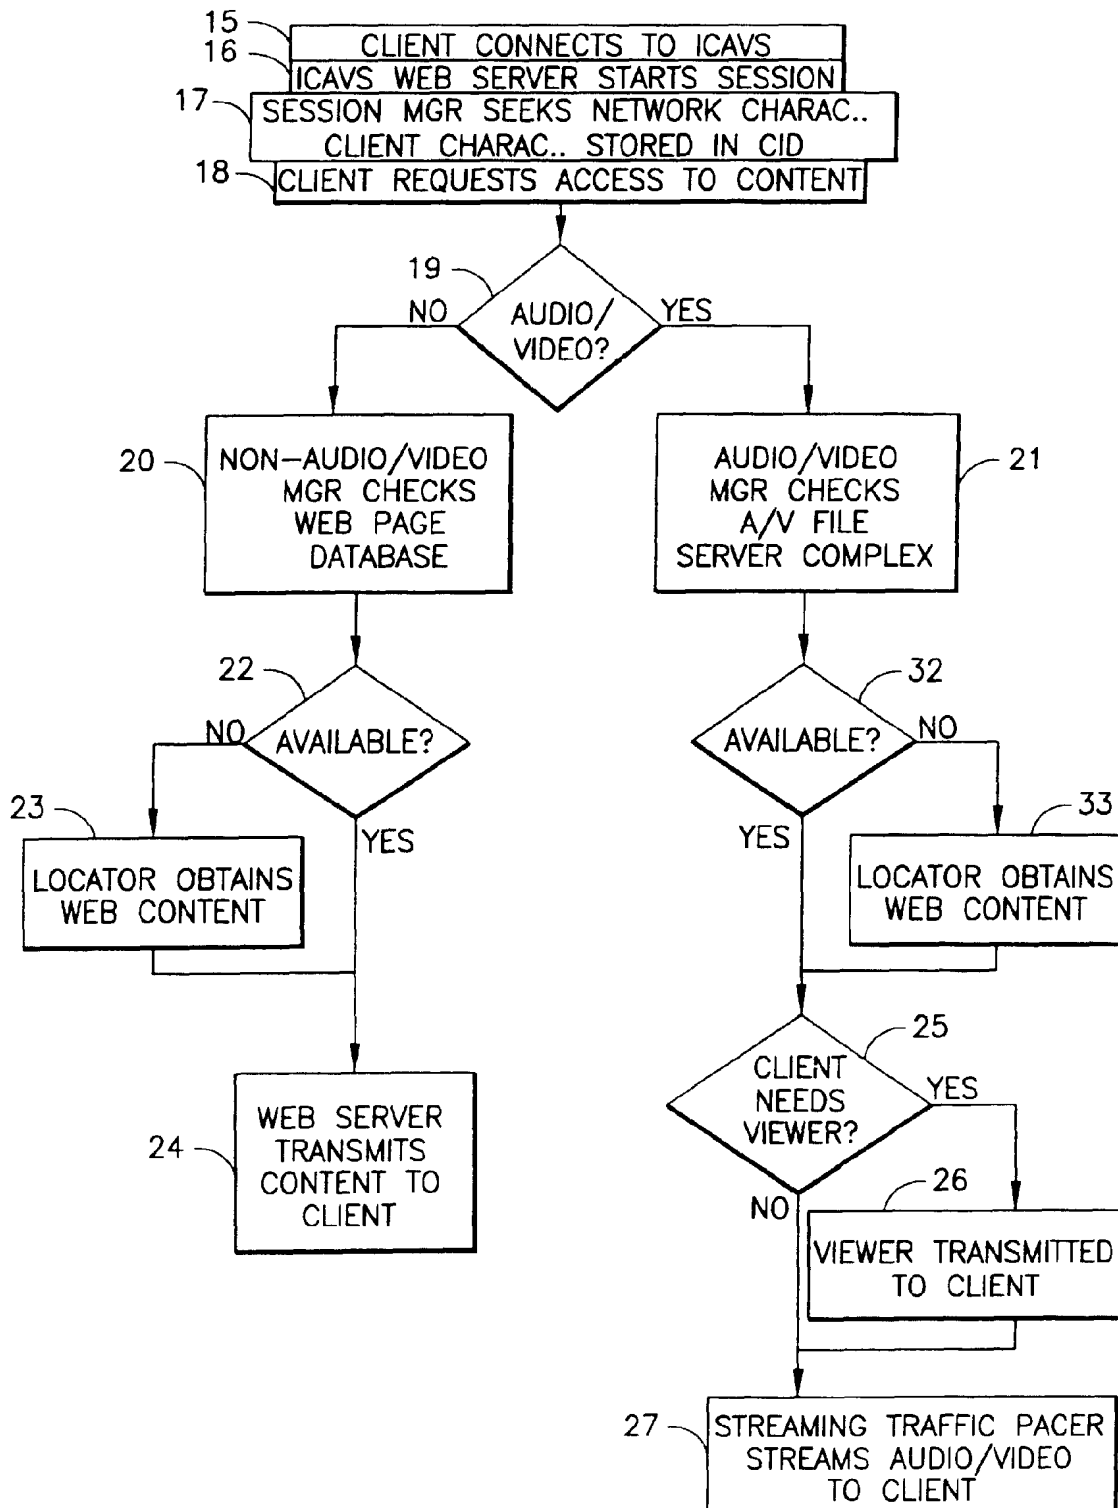 15
CLIENT CONNECTS TO ICAVS
16
ICAVS WEB SERVER STARTS SESSION
17
SESSION MGR SEEKS NETWORK CHARAC..
CLIENT CHARAC.. STORED IN CID
18
CLIENT REQUESTS ACCESS TO CONTENT
19
NO
AUDIO/
VIDEO?
YES
20
NON-AUDIO/VIDEO
MGR CHECKS
WEB PAGE
DATABASE
AUDIO/VIDEO
MGR CHECKS
A/V FILE
SERVER COMPLEX
21
22
NO
AVAILABLE?
YES
23
LOCATOR OBTAINS
WEB CONTENT
24
WEB SERVER
TRANSMITS
CONTENT TO
CLIENT
32
AVAILABLE?
NO
YES
33
LOCATOR OBTAINS
WEB CONTENT
25
CLIENT
NEEDS
VIEWER?
YES
NO
26
VIEWER TRANSMITTED
TO CLIENT
27
STREAMING TRAFFIC PACER
STREAMS AUDIO/VIDEO
TO CLIENT